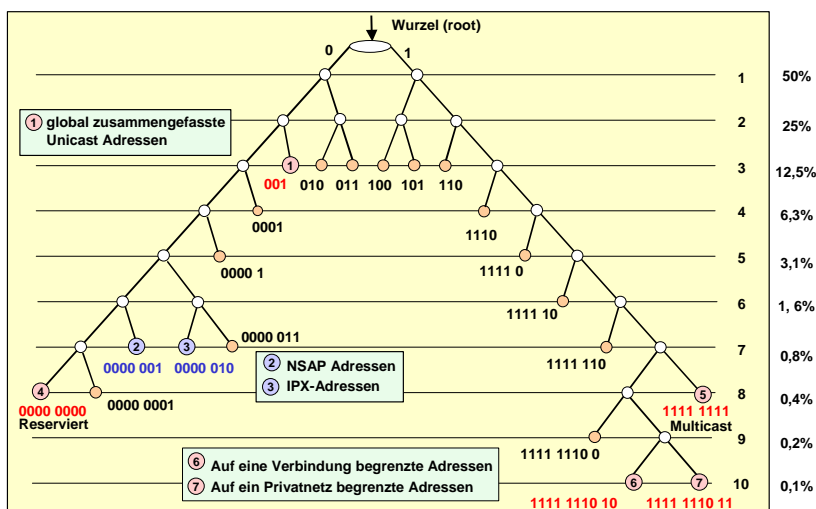 Wurzel (root)
0 1
1 50%
1 global zusammengefasste
Unicast Adressen
2 25%
1
001 010 011 100 101 110
3 12,5%
0001 1110
4 6,3%
0000 1 1111 0
5 3,1%
1111 10
6 1, 6%
0000 011
2 3
0000 001 0000 010
1111 110
7 0,8%
2 NSAP Adressen
3 IPX-Adressen
4 5
0000 0000 0000 0001 1111 1111
8 0,4%
Reserviert Multicast
1111 1110 0
9 0,2%
6 Auf eine Verbindung begrenzte Adressen
7 Auf ein Privatnetz begrenzte Adressen
6 7
10 0,1%
1111 1110 10 1111 1110 11